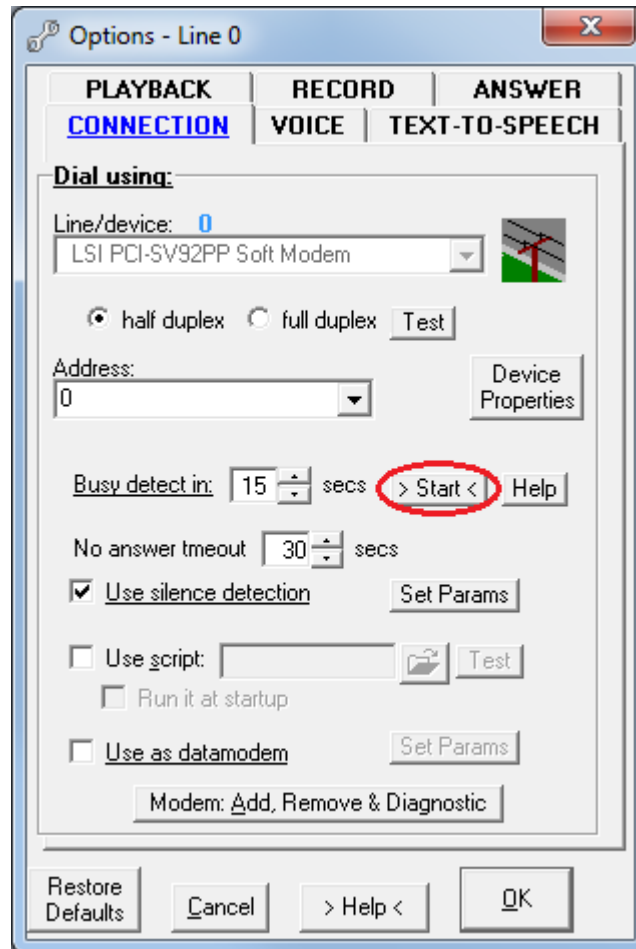 Options - Line 0
PLAYBACK RECORD ANSWER
CONNECTION VOICE TEXT-TO-SPEECH
Dial using:
Line/device: 0
LSI PCI-SV92PP Soft Modem
half duplex full duplex Test
Address:
0
Device
Properties
Busy detect in: 15 secs > Start < Help
No answer tmeout 30 secs
Use silence detection Set Params
Use script: Test
Run it at startup
Use as datamodem Set Params
Modem: Add, Remove & Diagnostic
Restore
Defaults
Cancel > Help < OK